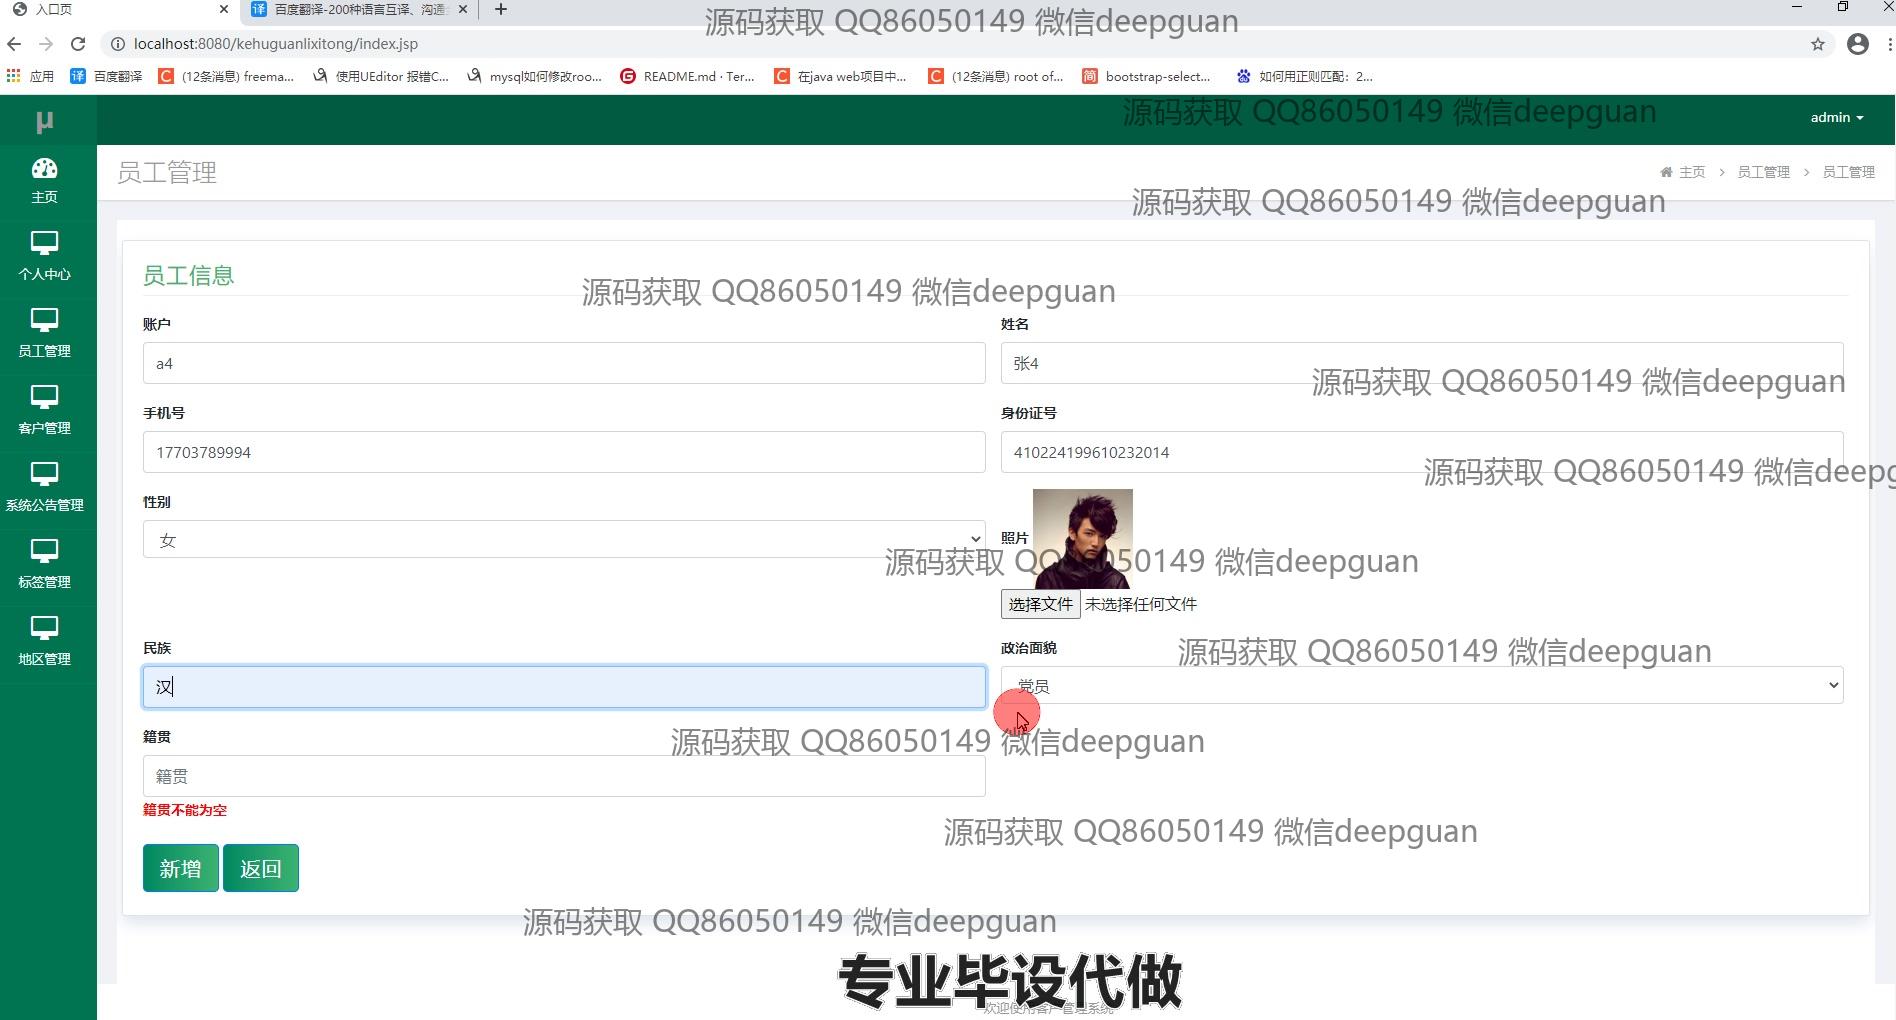 入口页
百度翻译-200种语言互译、沟通
源码获取 QQ86050149 微信deepguan
localhost:8080/kehuguanlixitong/index.jsp
应用
译 百度翻译
C (12条消息) freema...
使用UEditor 报错C...
mysql如何修改roo...
G README.md · Ter...
C 在java web项目中...
C (12条消息) root of...
简 bootstrap-select...
如何用正则匹配：2...
µ
源码获取 QQ86050149 微信deepguan
admin
主页
个人中心
员工管理
客户管理
系统公告管理
标签管理
地区管理
员工管理
主页 > 员工管理 > 员工管理
源码获取 QQ86050149 微信deepguan
员工信息
源码获取 QQ86050149 微信deepguan
账户
a4
姓名
张4
源码获取 QQ86050149 微信deepguan
手机号
17703789994
身份证号
410224199610232014
源码获取 QQ86050149 微信deepg
性别
女
照片
源码获取 QQ86050149 微信deepguan
选择文件 未选择任何文件
民族
汉
政治面貌
党员
源码获取 QQ86050149 微信deepguan
籍贯
籍贯
源码获取 QQ86050149 微信deepguan
籍贯不能为空
源码获取 QQ86050149 微信deepguan
新增 返回
源码获取 QQ86050149 微信deepguan
专业毕设代做
欢迎使用客户管理系统